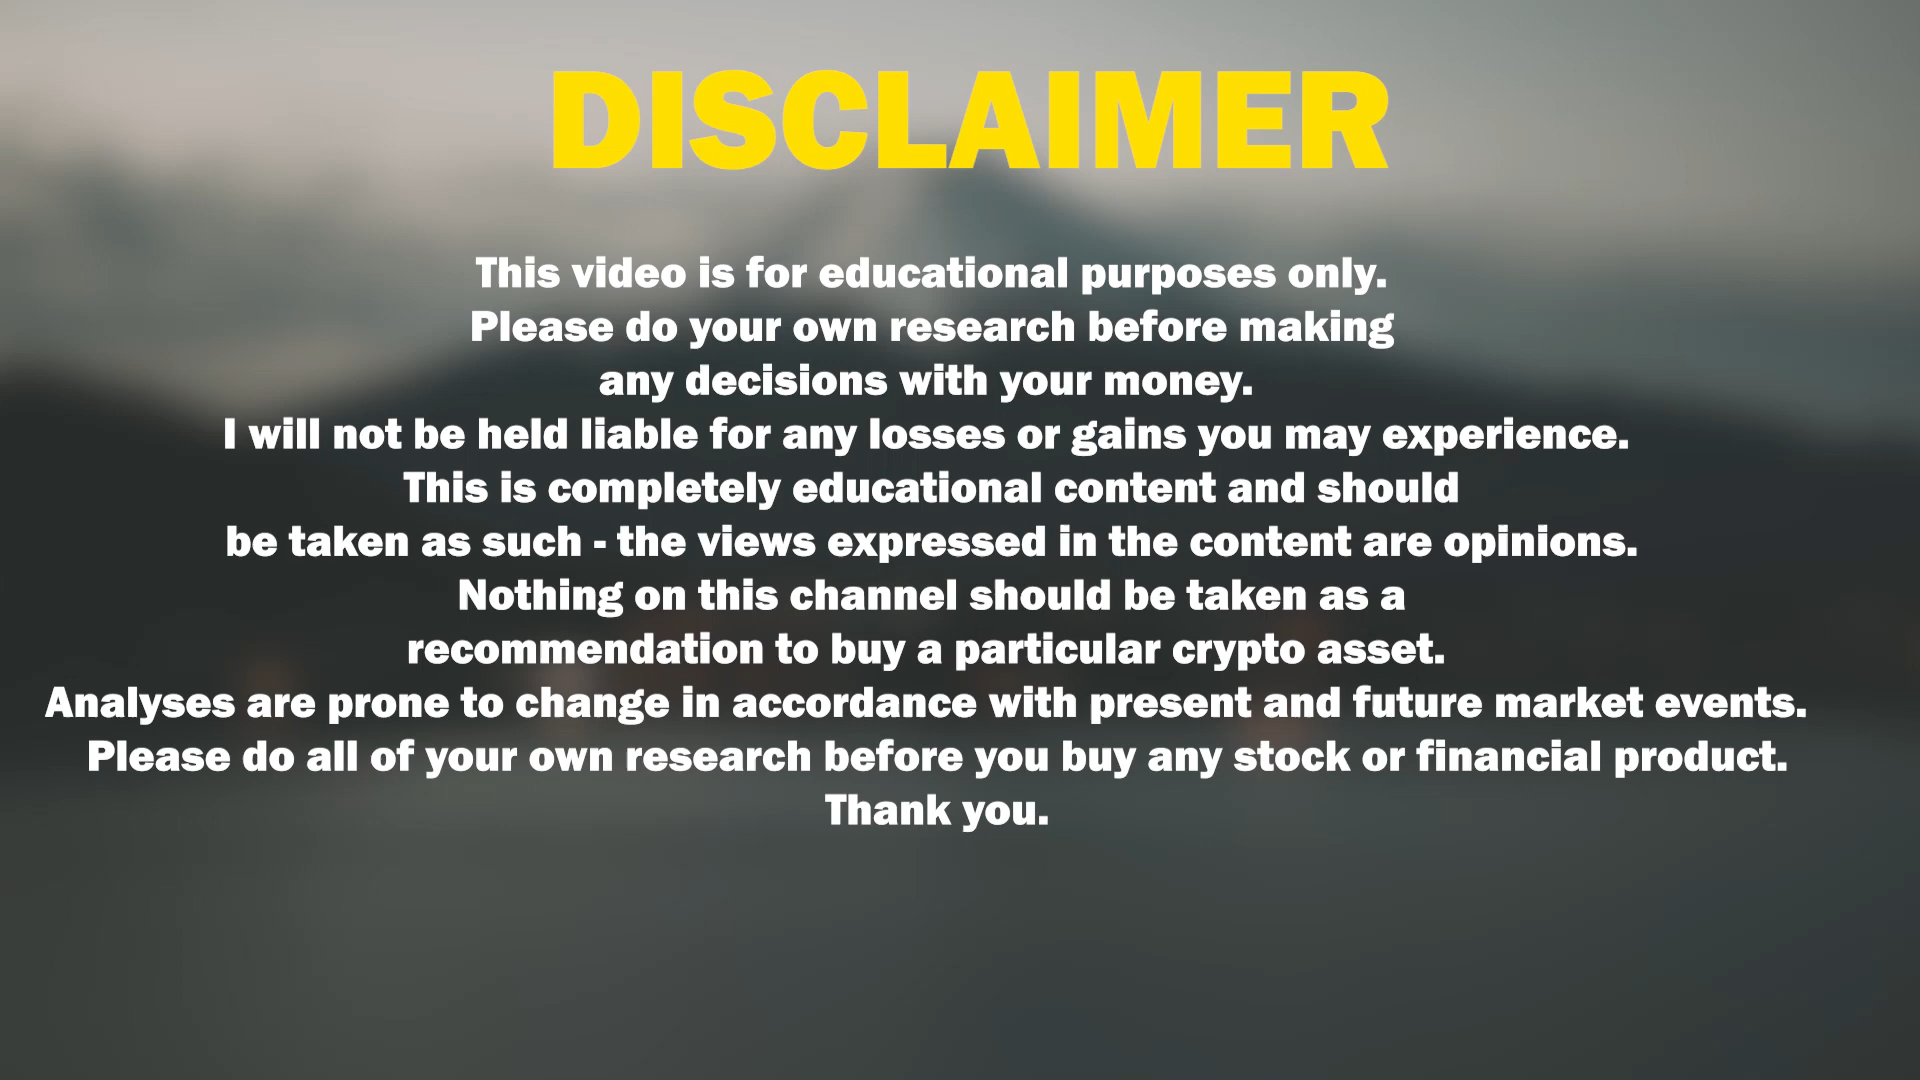 DISCLAIMER
This video is for educational purposes only.
Please do your own research before making
any decisions with your money.
I will not be held liable for any losses or gains you may experience.
This is completely educational content and should
be taken as such - the views expressed in the content are opinions.
Nothing on this channel should be taken as a
recommendation to buy a particular crypto asset.
Analyses are prone to change in accordance with present and future market events.
Please do all of your own research before you buy any stock or financial product.
Thank you.